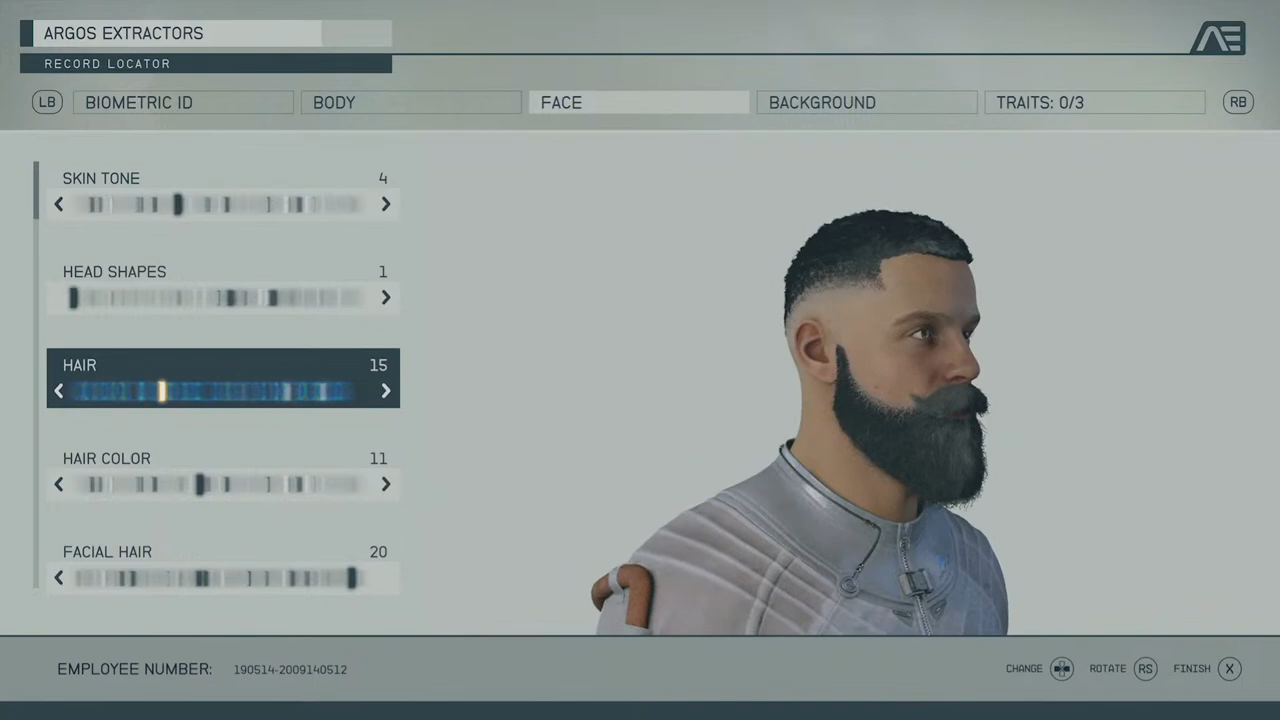 ARGOS EXTRACTORS
RECORD LOCATOR
LB BIOMETRIC ID BODY FACE BACKGROUND TRAITS: 0/3 RB
SKIN TONE 4
HEAD SHAPES 1
HAIR 15
HAIR COLOR 11
FACIAL HAIR 20
EMPLOYEE NUMBER: 190514-2009140512 CHANGE ROTATE RS FINISH X